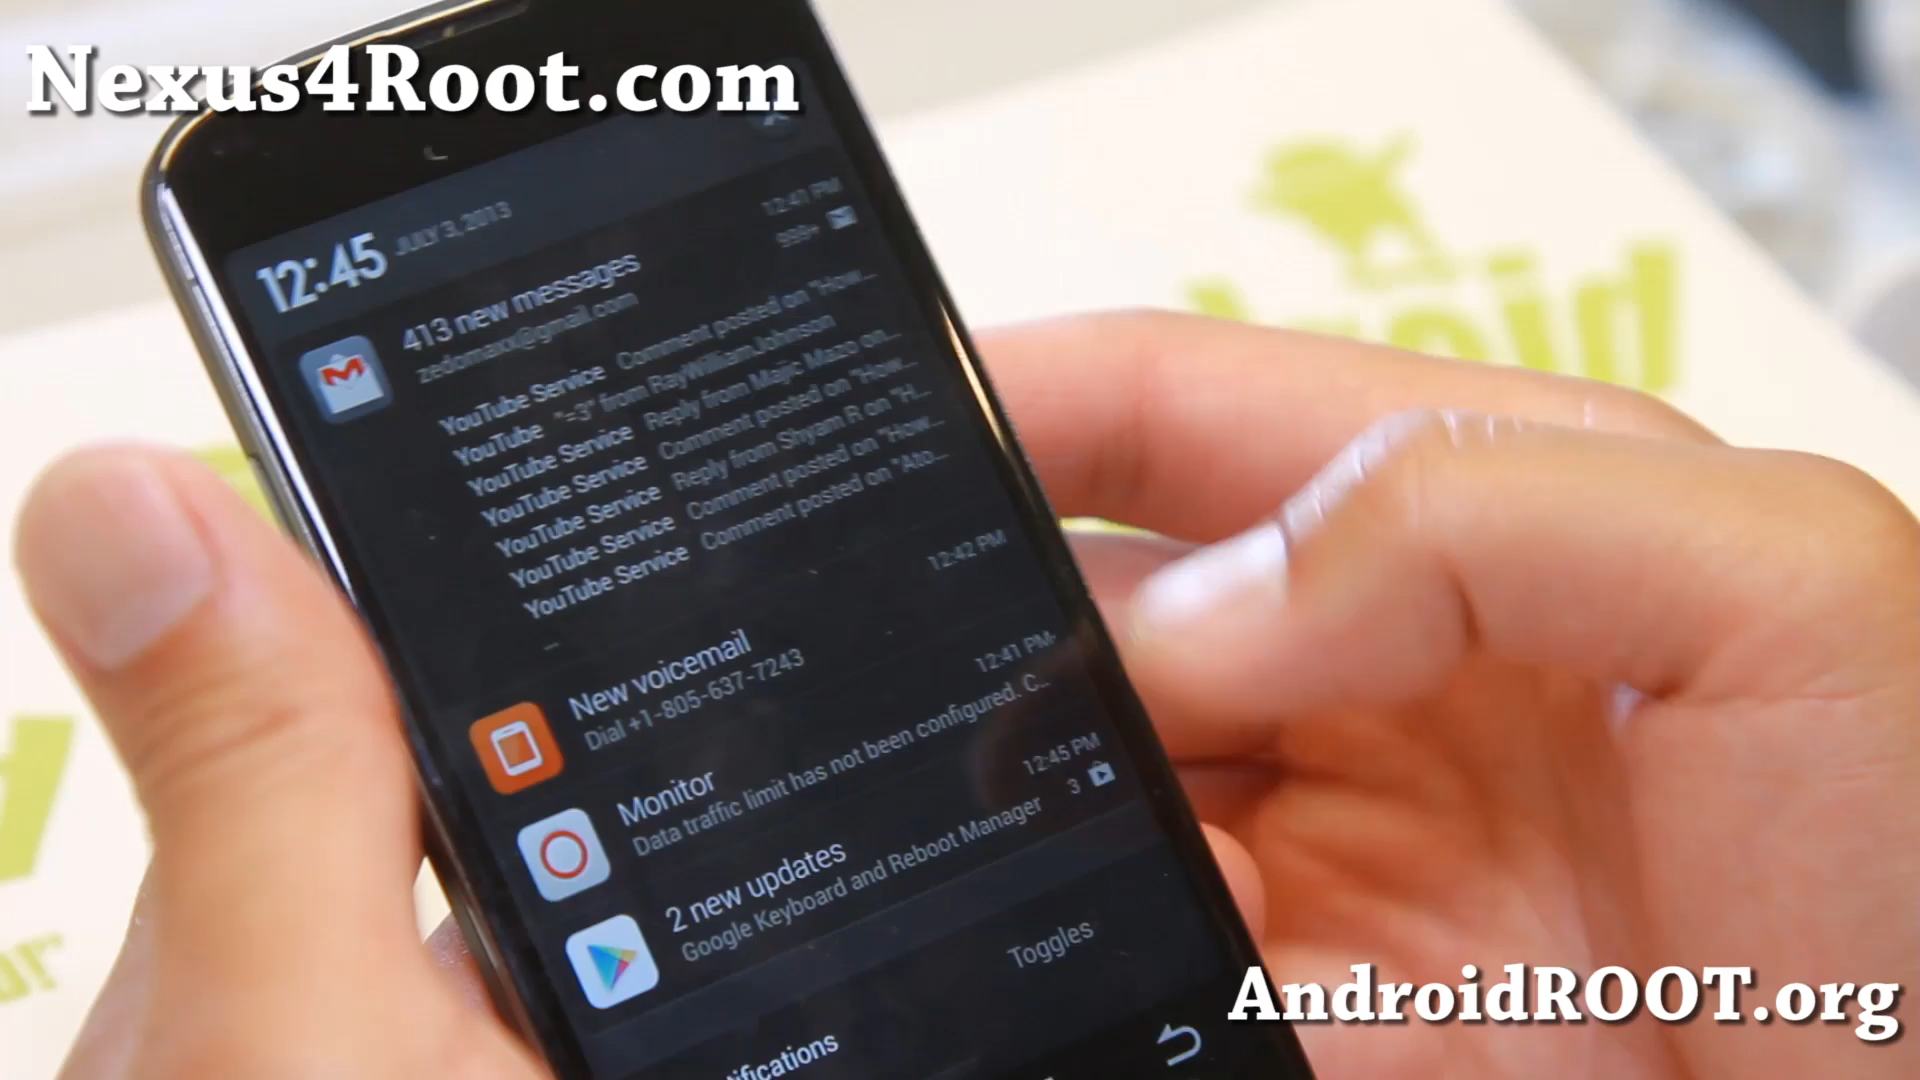 Nexus4Root.com
12:45 JULY 3, 2013
12:41 PM
413 new messages 999+
zedomaxx@gmail.com
YouTube Service Comment posted on "How...
YouTube "=3" from RayWilliamJohnson
YouTube Service Reply from Majic Mazo on...
YouTube Service Comment posted on "How...
YouTube Service Reply from Shyam R on "H...
YouTube Service Comment posted on "How...
YouTube Service Comment posted on "Ato...
...
12:42 PM
New voicemail
Dial +1-805-637-7243
12:41 PM
Monitor
Data traffic limit has not been configured. C...
12:45 PM
2 new updates 3
Google Keyboard and Reboot Manager
Toggles
tifications
AndroidROOT.org